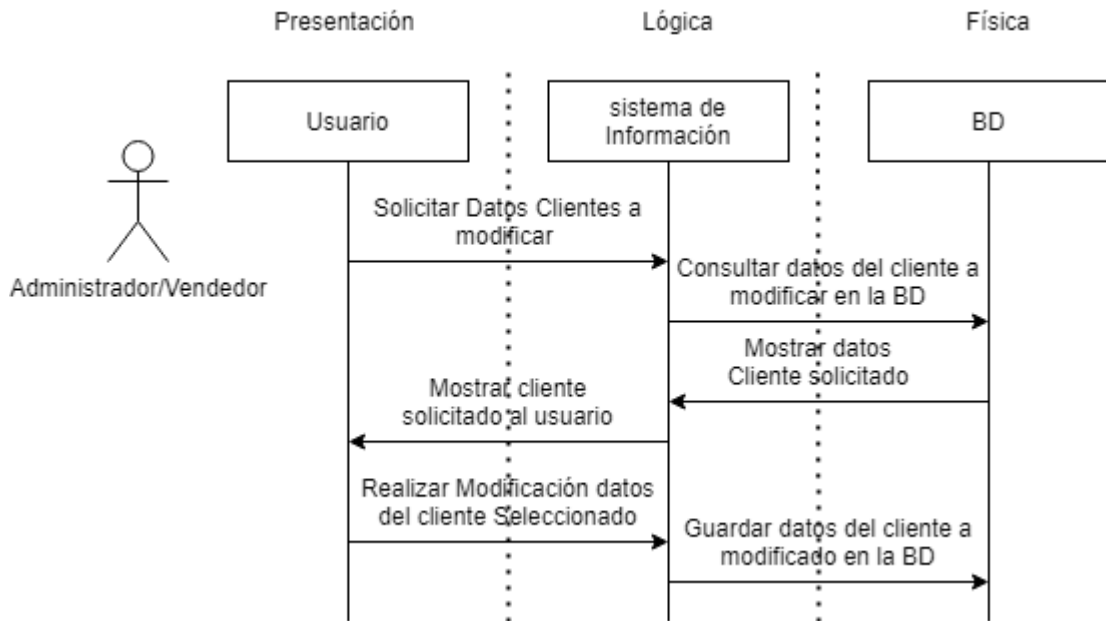 Presentación
Lógica
Física
Usuario
sistema de
Información
BD
Administrador/Vendedor
Solicitar Datos Clientes a
modificar
Consultar datos del cliente a
modificar en la BD
Mostrar datos
Cliente solicitado
Mostrar cliente
solicitado al usuario
Realizar Modificación datos
del cliente Seleccionado
Guardar datos del cliente a
modificado en la BD